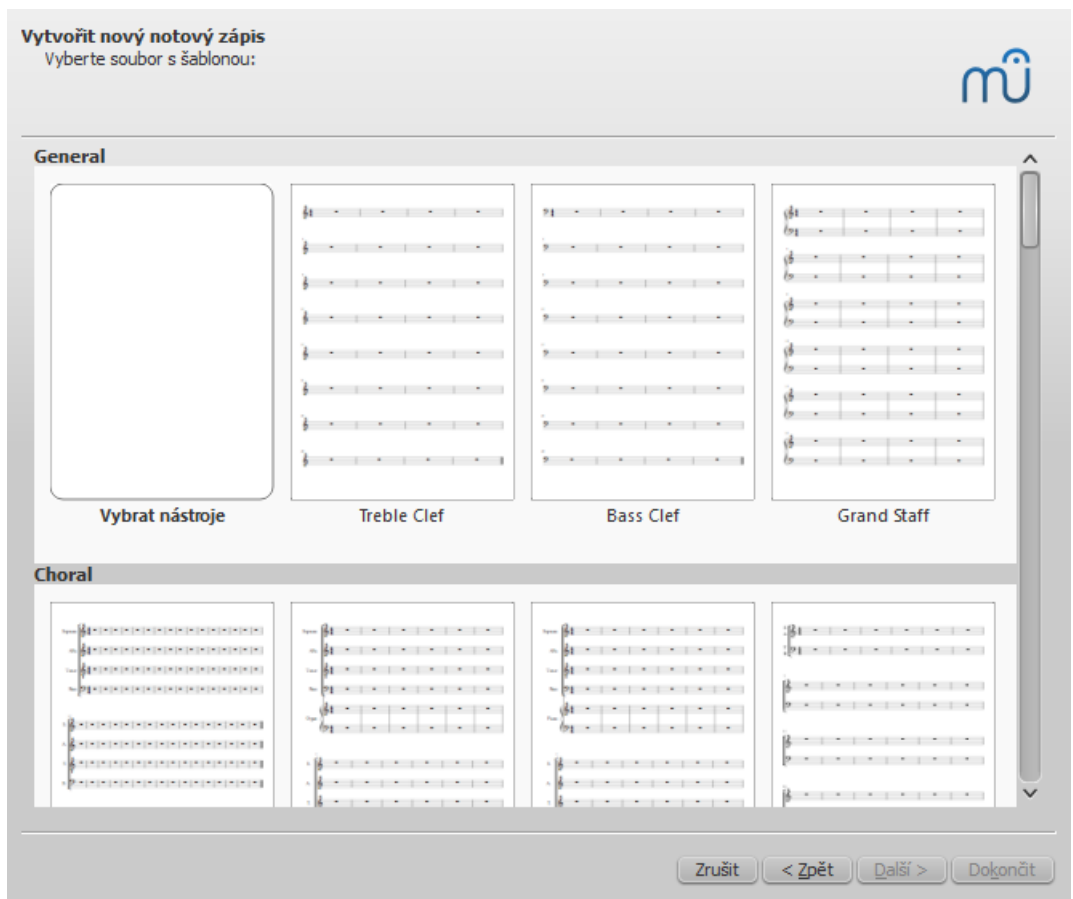 Vytvořit nový notový zápis
Vyberte soubor s šablonou:
mu
General
Vybrat nástroje
Treble Clef
Bass Clef
Grand Staff
Choral
Zrušit
< Zpět
Další >
Dokončit